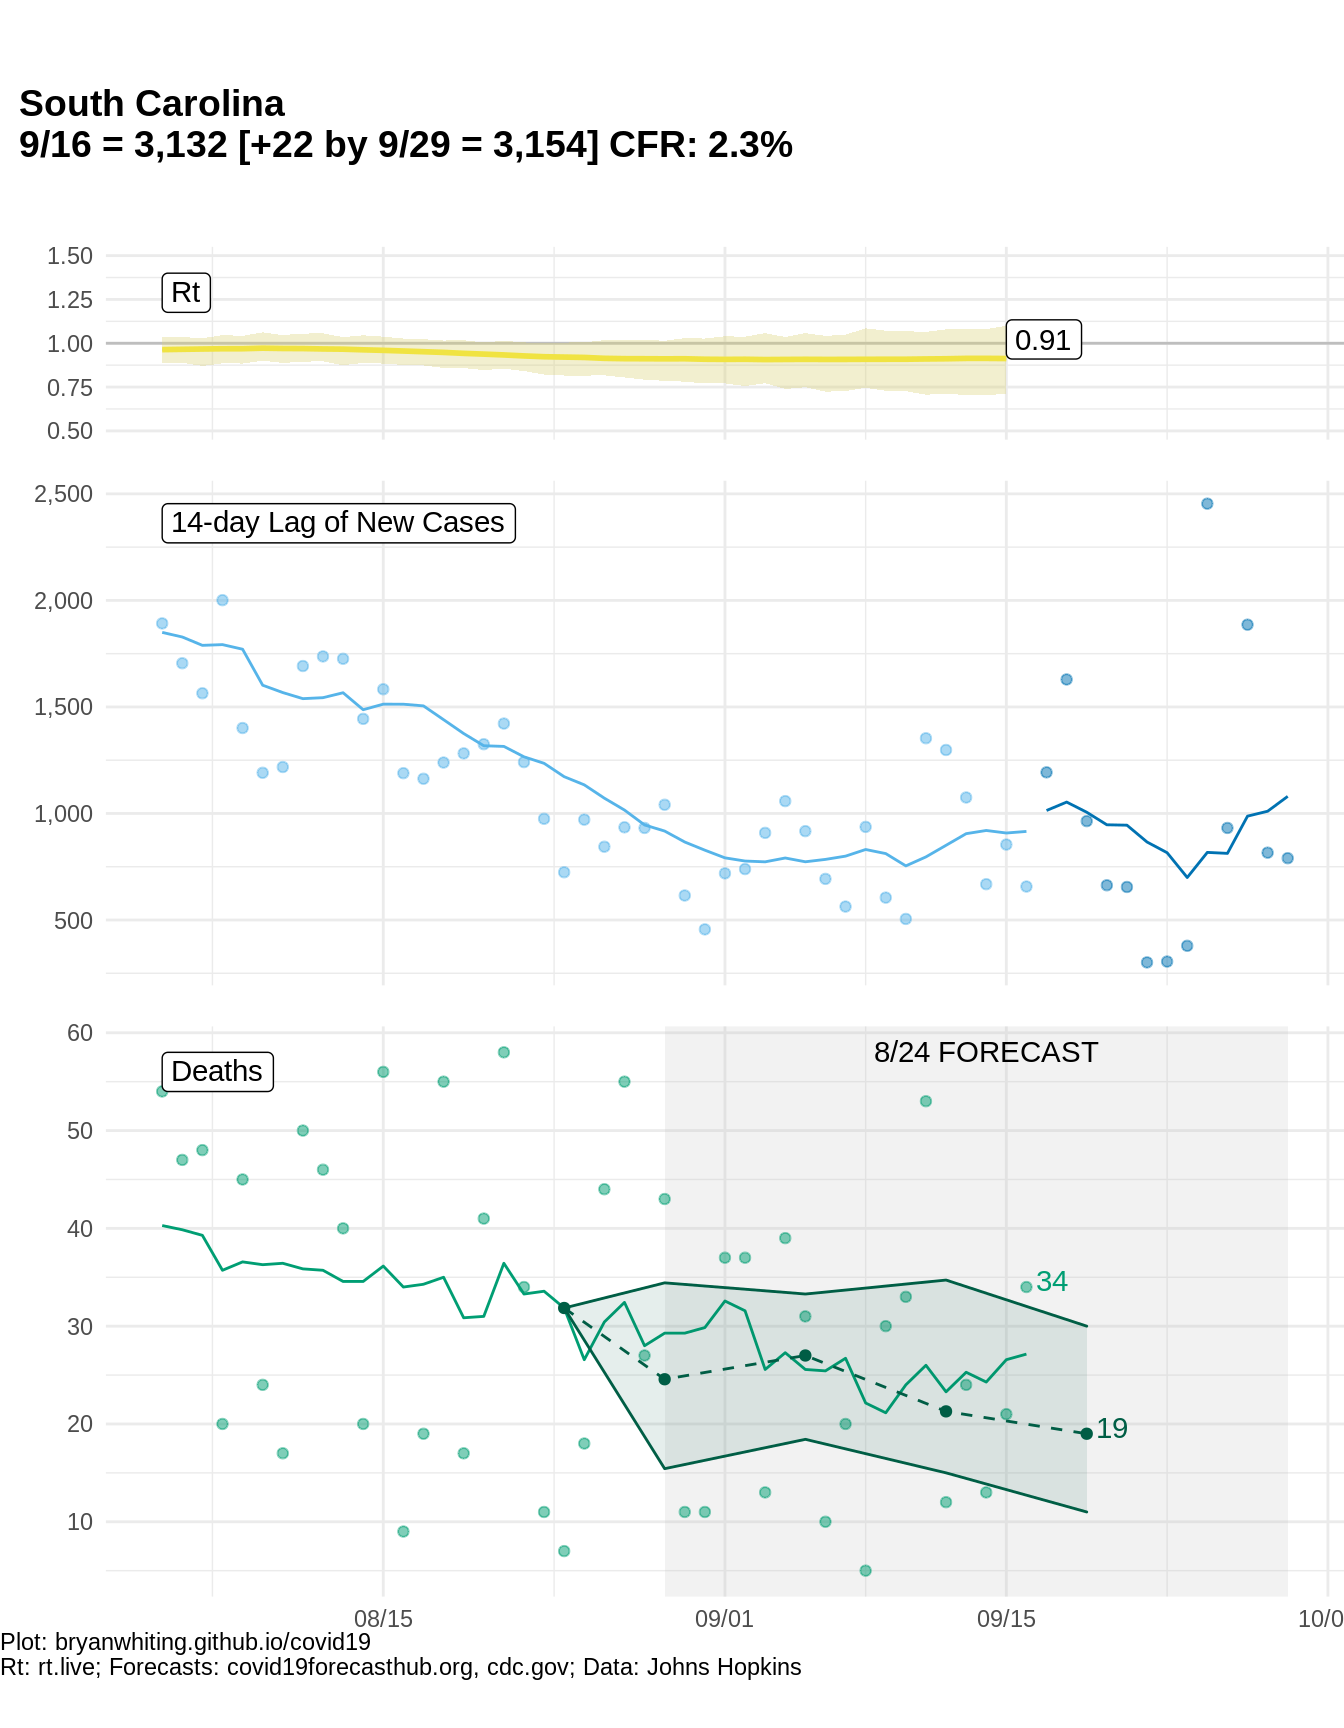 South Carolina
9/16 = 3,132 [+22 by 9/29 = 3,154] CFR: 2.3%
1.50
Rt
1.25
1.00
0.91
0.75
0.50
2,500
14-day Lag of New Cases
2,000
1,500
1,000
500
60
8/24 FORECAST
Deaths
50
40
34
30
20
19
10
08/15
09/01
09/15
10/0
Plot: bryanwhiting.github.io/covid19
Rt: rt.live; Forecasts: covid19forecasthub.org, cdc.gov; Data: Johns Hopkins